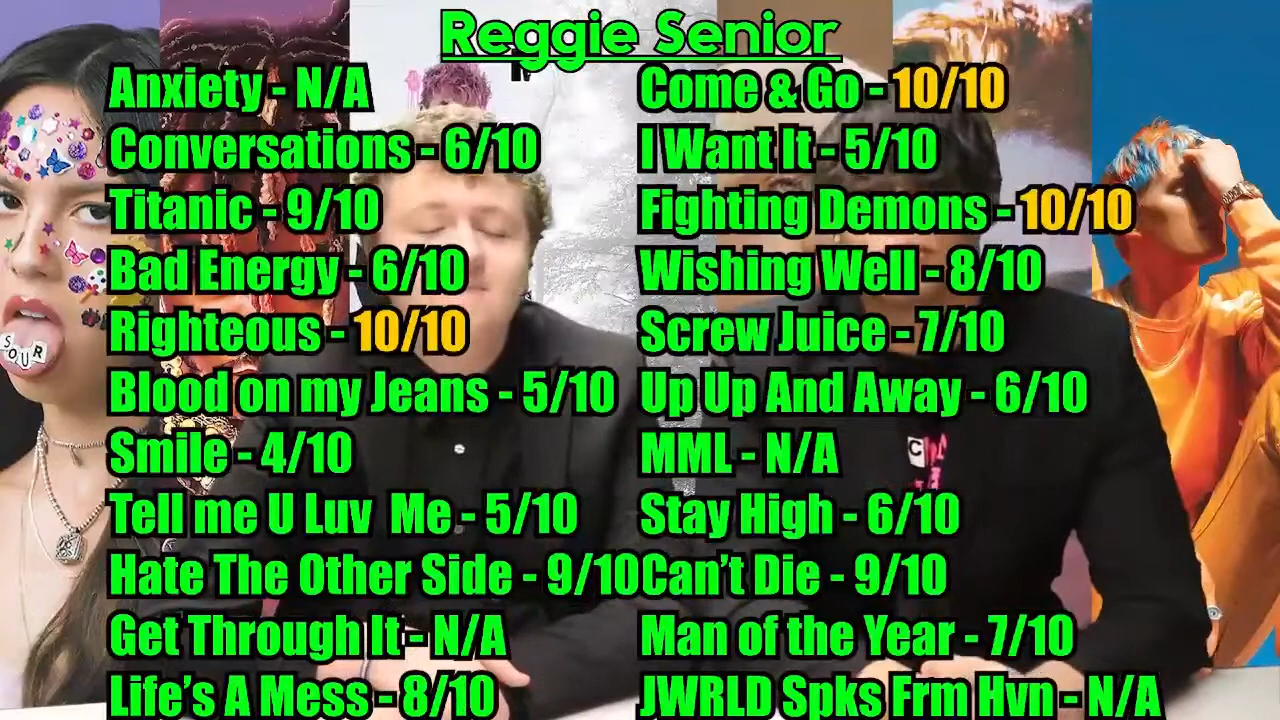 Reggie Senior
Anxiety - N/A
Conversations - 6/10
Titanic - 9/10
Bad Energy - 6/10
Righteous - 10/10
Blood on my Jeans - 5/10
Smile - 4/10
Tell me U Luv  Me - 5/10
Hate The Other Side - 9/10
Get Through It - N/A
Life's A Mess - 8/10
Come & Go - 10/10
I Want It - 5/10
Fighting Demons - 10/10
Wishing Well - 8/10
Screw Juice - 7/10
Up Up And Away - 6/10
MML - N/A
Stay High - 6/10
Can't Die - 9/10
Man of the Year - 7/10
JWRLD Spks Frm Hvn - N/A
SOUR